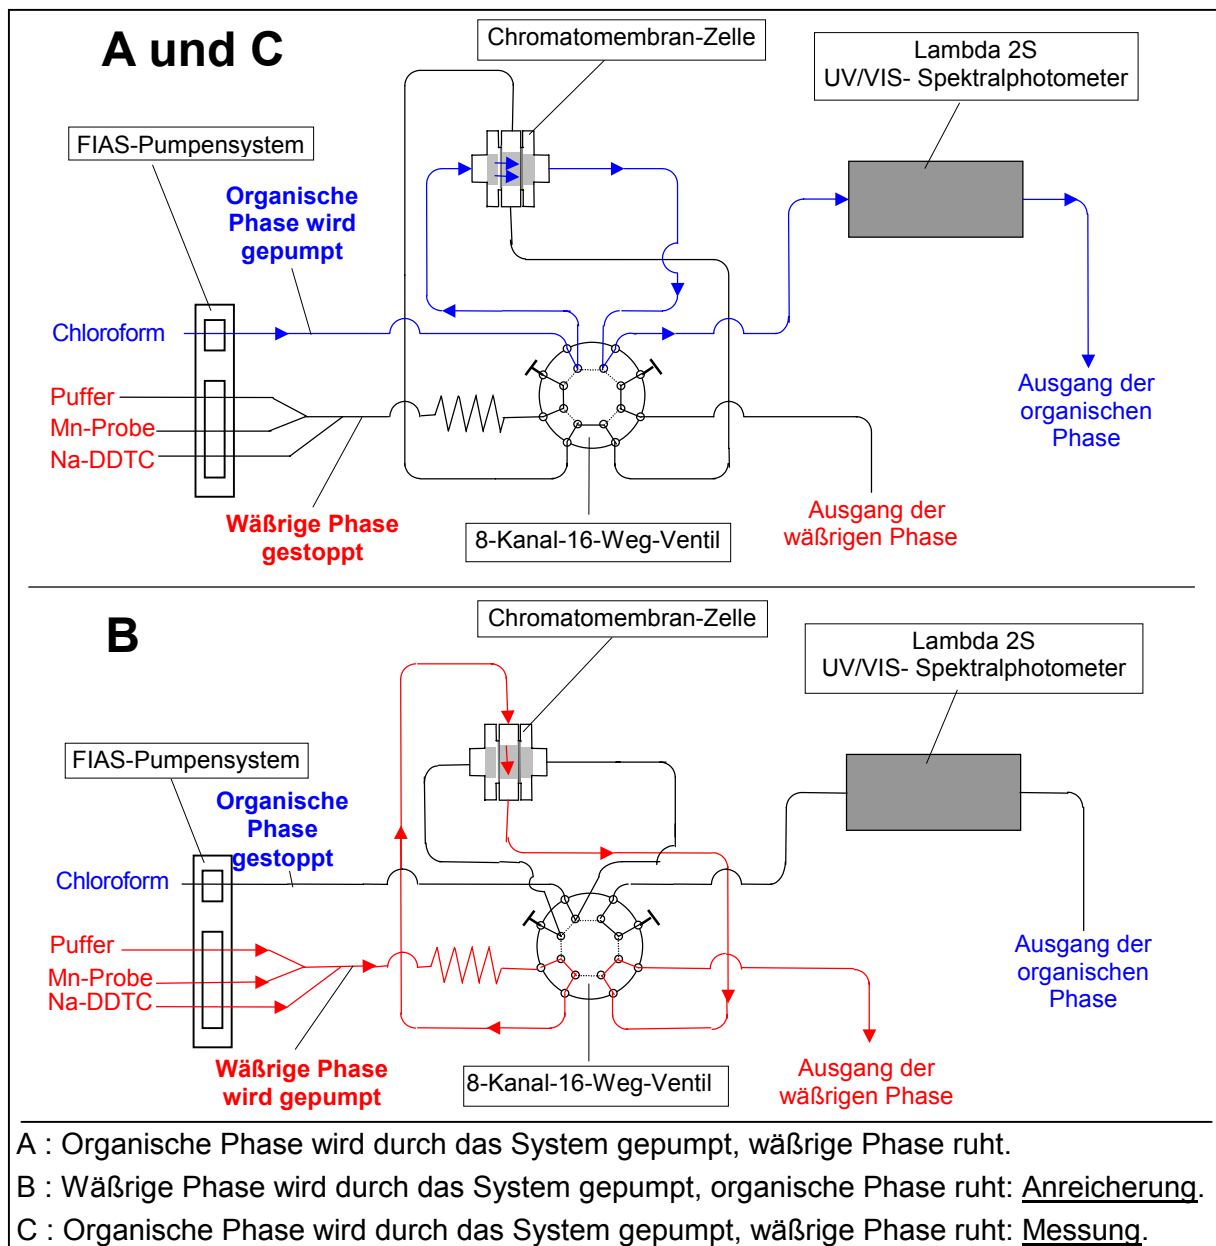 A und C
Chromatomembran-Zelle
Lambda 2S
UV/VIS- Spektralphotometer
FIAS-Pumpensystem
Organische
Phase wird
gepumpt
Chloroform
Puffer
Mn-Probe
Na-DDTC
Wäßrige Phase
gestoppt
8-Kanal-16-Weg-Ventil
Ausgang der
organischen
Phase
Ausgang der
wäßrigen Phase
B
Chromatomembran-Zelle
Lambda 2S
UV/VIS- Spektralphotometer
FIAS-Pumpensystem
Organische
Phase
gestoppt
Chloroform
Puffer
Mn-Probe
Na-DDTC
Wäßrige Phase
wird gepumpt
8-Kanal-16-Weg-Ventil
Ausgang der
organischen
Phase
Ausgang der
wäßrigen Phase
A : Organische Phase wird durch das System gepumpt, wäßrige Phase ruht.
B : Wäßrige Phase wird durch das System gepumpt, organische Phase ruht: Anreicherung.
C : Organische Phase wird durch das System gepumpt, wäßrige Phase ruht: Messung.